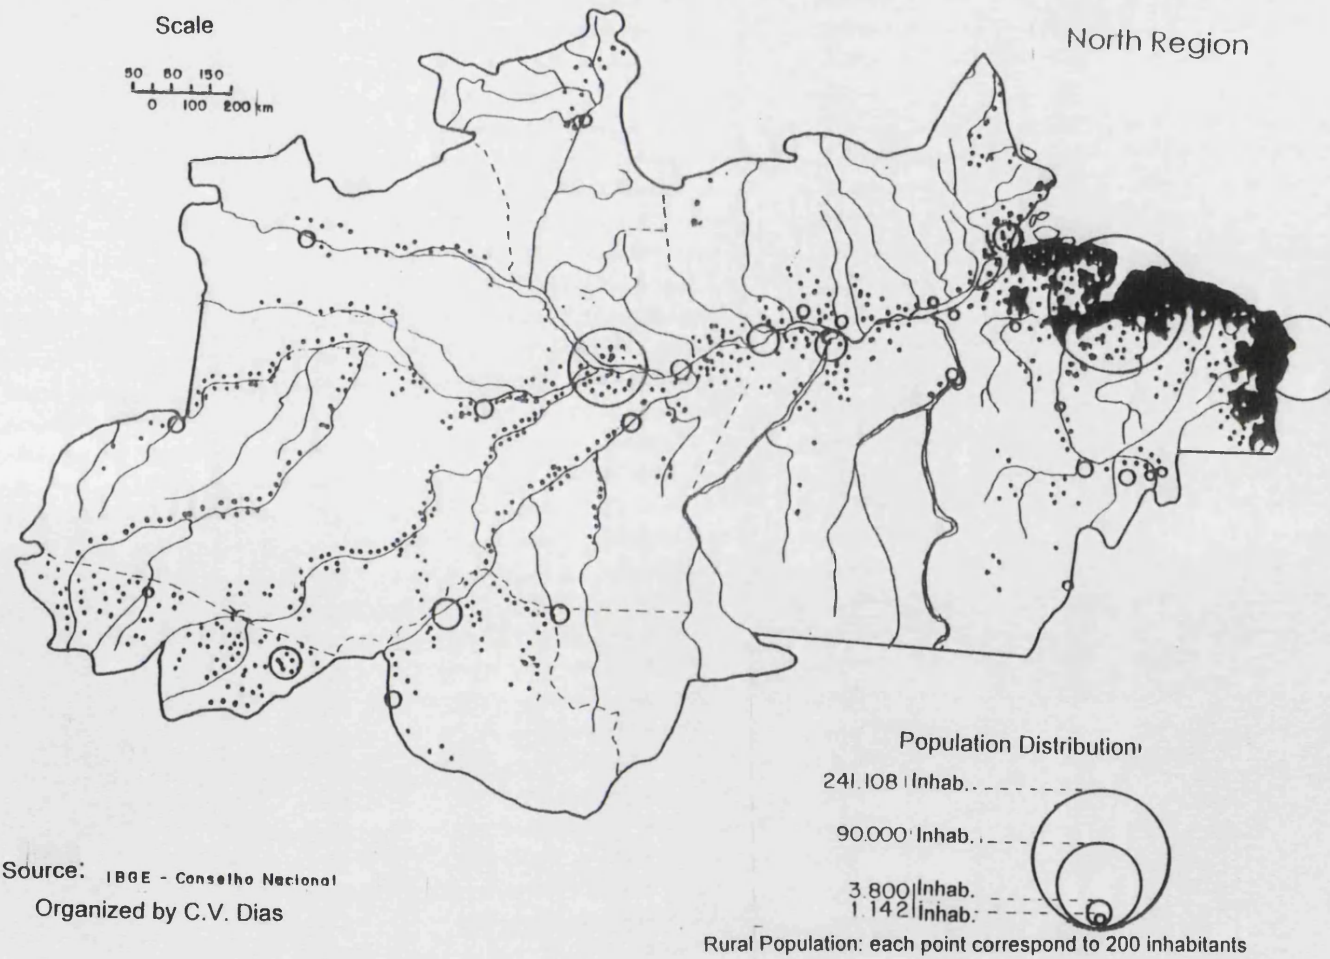 Scale
50 50 150
0 100 200 km
North Region
Population Distribution
241.108 Inhab.
90.000 Inhab.
3.800 Inhab.
1.142 Inhab.
Source: IBGE - Conselho Nacional
Organized by C.V. Dias
Rural Population: each point correspond to 200 inhabitants